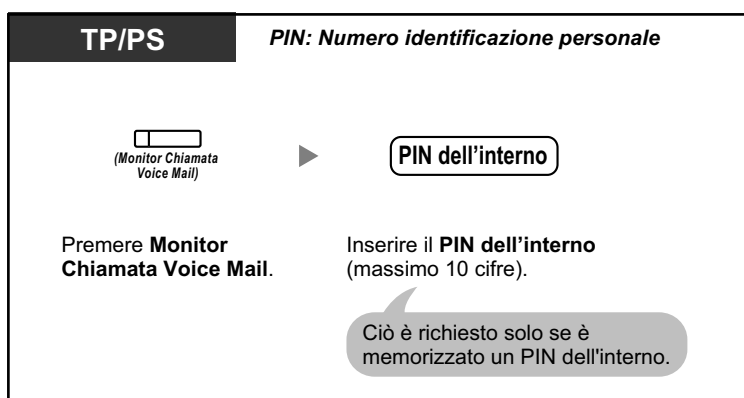 TP/PS
PIN: Numero identificazione personale
(Monitor Chiamata
Voice Mail)
PIN dell’interno
Premere Monitor
Chiamata Voice Mail.
Inserire il PIN dell’interno
(massimo 10 cifre).
Ciò è richiesto solo se è
memorizzato un PIN dell'interno.